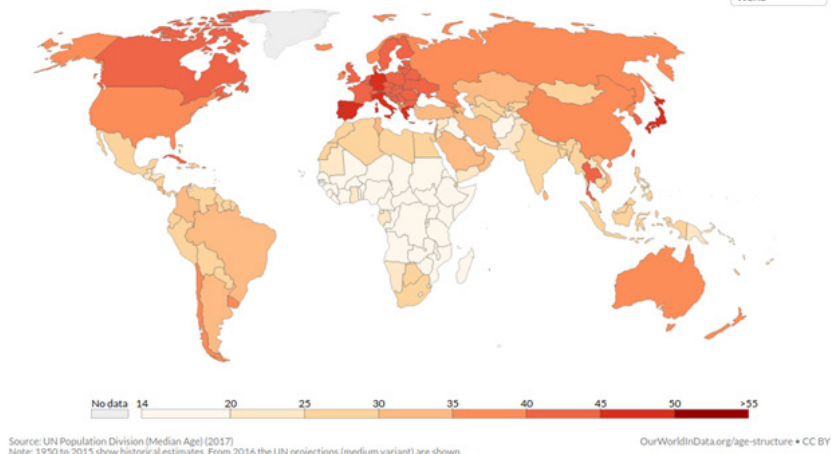 No data 14 20 25 30 35 40 45 50 >55
Source: UN Population Division (Median Age) (2017) OurWorldInData.org/age-structure • CC BY
Note: 1950 to 2015 show historical estimates. From 2016 the UN projections (medium variant) are shown.